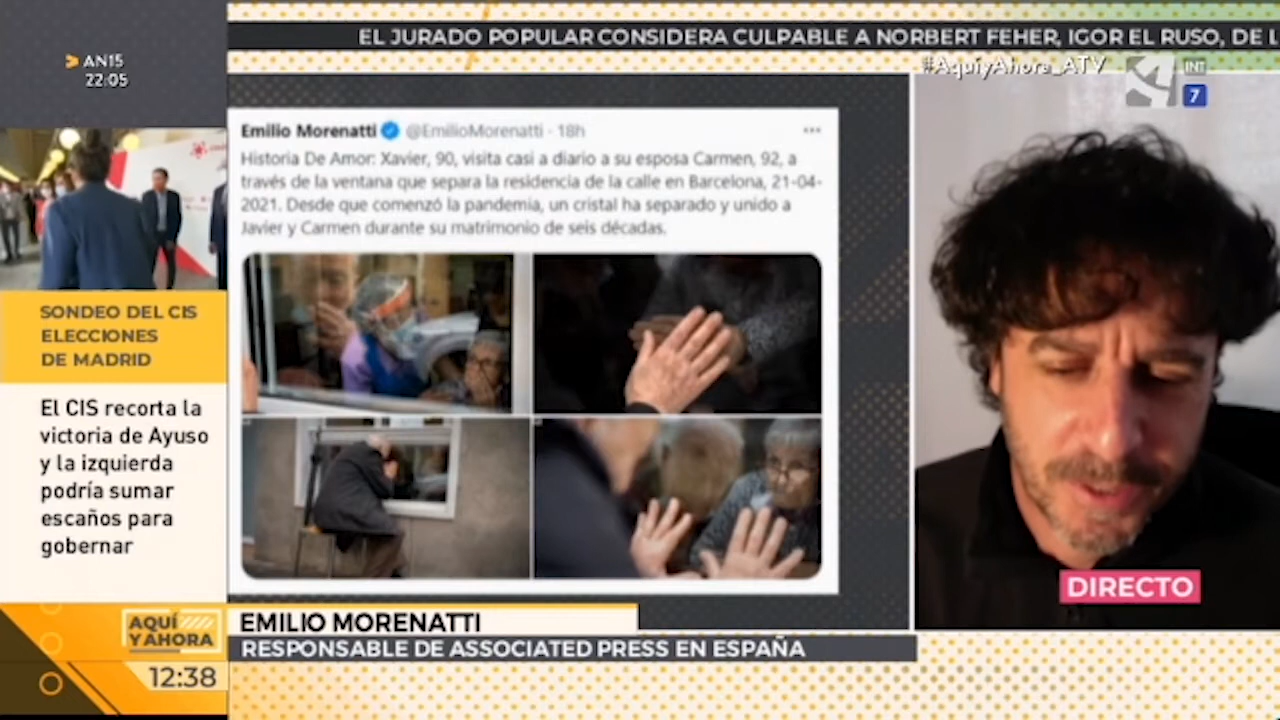 EL JURADO POPULAR CONSIDERA CULPABLE A NORBERT FEHER, IGOR EL RUSO, DE L
AN15
22:05
#AquíyAhora_ATV
INT
7
Emilio Morenatti @EmilioMorenatti · 18h
Historia De Amor: Xavier, 90, visita casi a diario a su esposa Carmen, 92, a
través de la ventana que separa la residencia de la calle en Barcelona, 21-04-
2021. Desde que comenzó la pandemia, un cristal ha separado y unido a
Javier y Carmen durante su matrimonio de seis décadas.
SONDEO DEL CIS
ELECCIONES
DE MADRID
El CIS recorta la
victoria de Ayuso
y la izquierda
podría sumar
escaños para
gobernar
DIRECTO
AQUÍ
Y AHORA
12:38
EMILIO MORENATTI
RESPONSABLE DE ASSOCIATED PRESS EN ESPAÑA